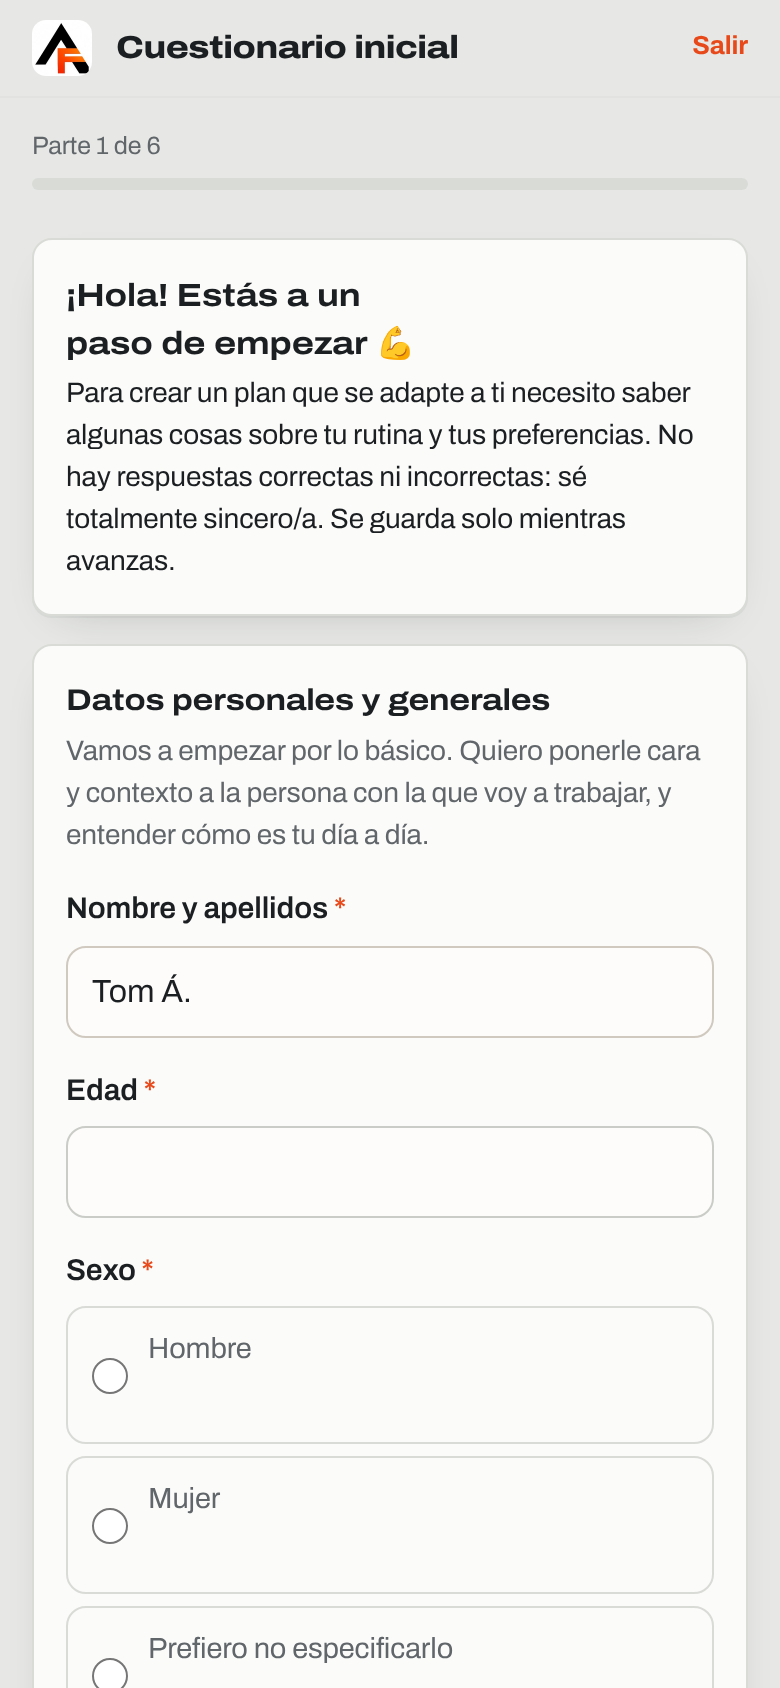 Cuestionario inicial
Salir
Parte 1 de 6
¡Hola! Estás a un
paso de empezar 💪
Para crear un plan que se adapte a ti necesito saber
algunas cosas sobre tu rutina y tus preferencias. No
hay respuestas correctas ni incorrectas: sé
totalmente sincero/a. Se guarda solo mientras
avanzas.
Datos personales y generales
Vamos a empezar por lo básico. Quiero ponerle cara
y contexto a la persona con la que voy a trabajar, y
entender cómo es tu día a día.
Nombre y apellidos *
Tom Á.
Edad *
Sexo *
Hombre
Mujer
Prefiero no especificarlo